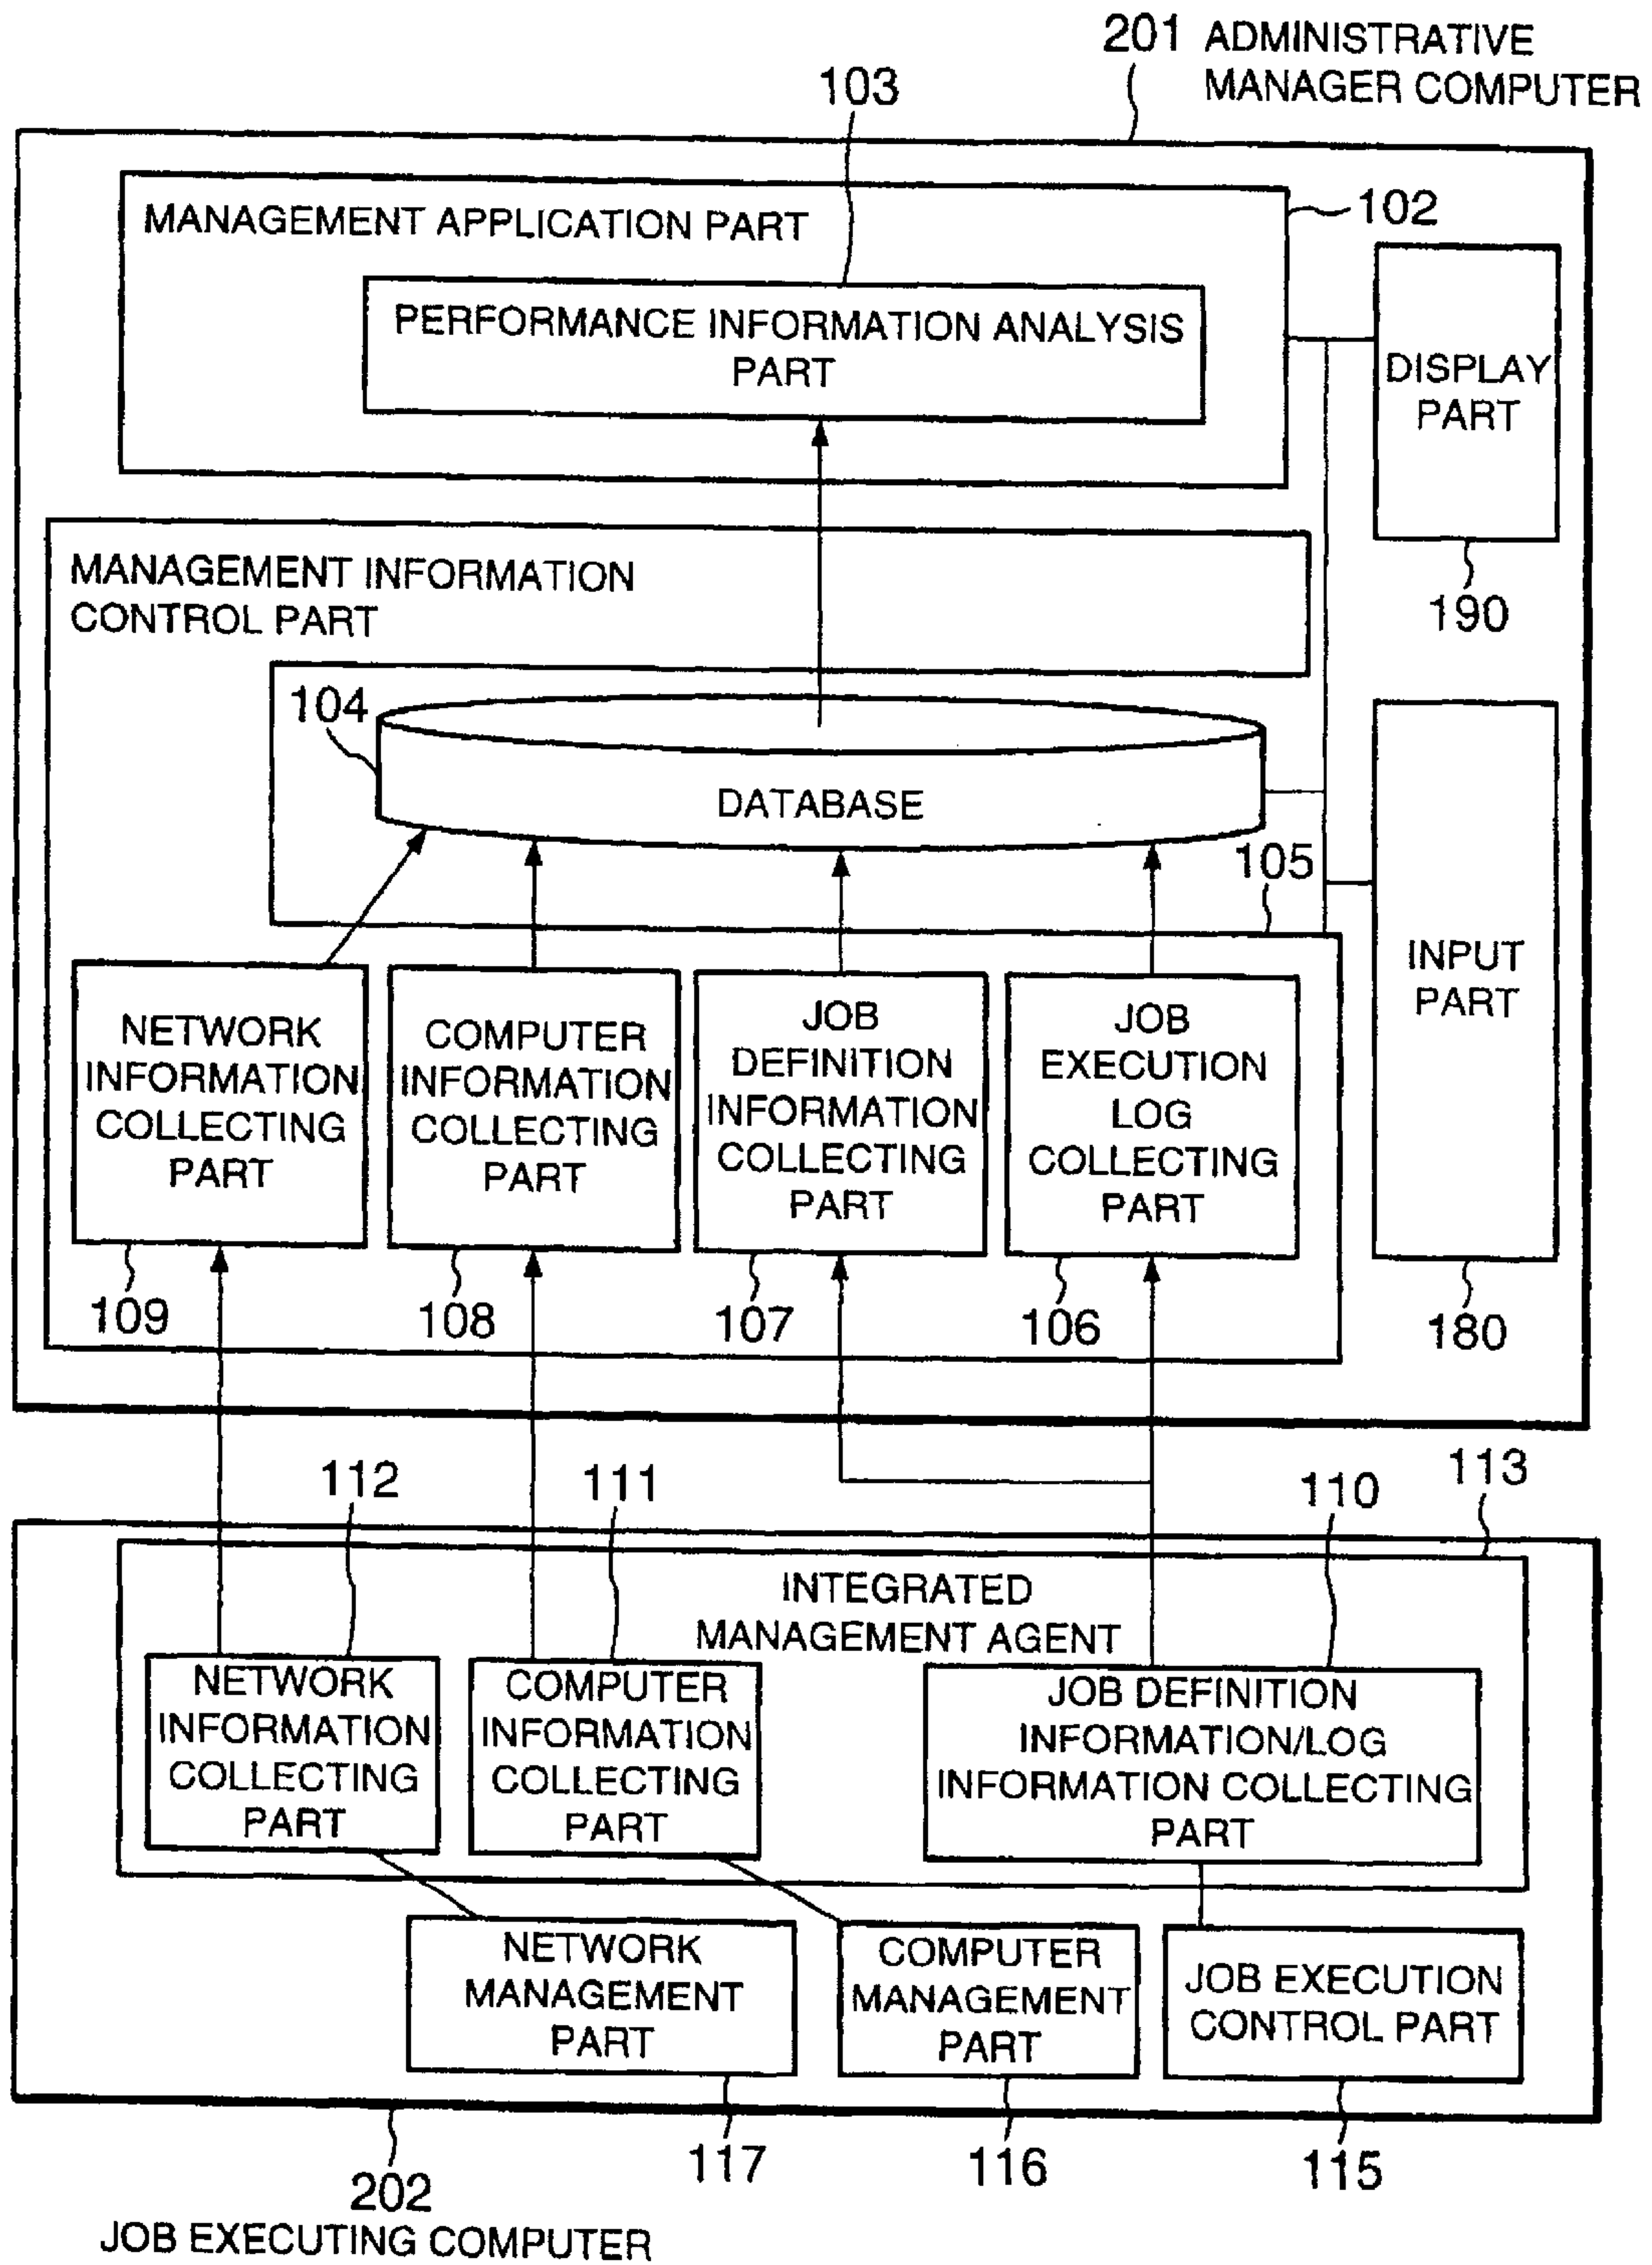 201 ADMINISTRATIVE
MANAGER COMPUTER
103
MANAGEMENT APPLICATION PART
102
PERFORMANCE INFORMATION ANALYSIS
PART
DISPLAY
PART
190
MANAGEMENT INFORMATION
CONTROL PART
104
DATABASE
105
INPUT
PART
180
NETWORK
INFORMATION
COLLECTING
PART
109
COMPUTER
INFORMATION
COLLECTING
PART
108
JOB
DEFINITION
INFORMATION
COLLECTING
PART
107
JOB
EXECUTION
LOG
COLLECTING
PART
106
112
111
110
113
INTEGRATED
MANAGEMENT AGENT
NETWORK
INFORMATION
COLLECTING
PART
COMPUTER
INFORMATION
COLLECTING
PART
JOB DEFINITION
INFORMATION/LOG
INFORMATION COLLECTING
PART
NETWORK
MANAGEMENT
PART
COMPUTER
MANAGEMENT
PART
JOB EXECUTION
CONTROL PART
117
116
115
202
JOB EXECUTING COMPUTER